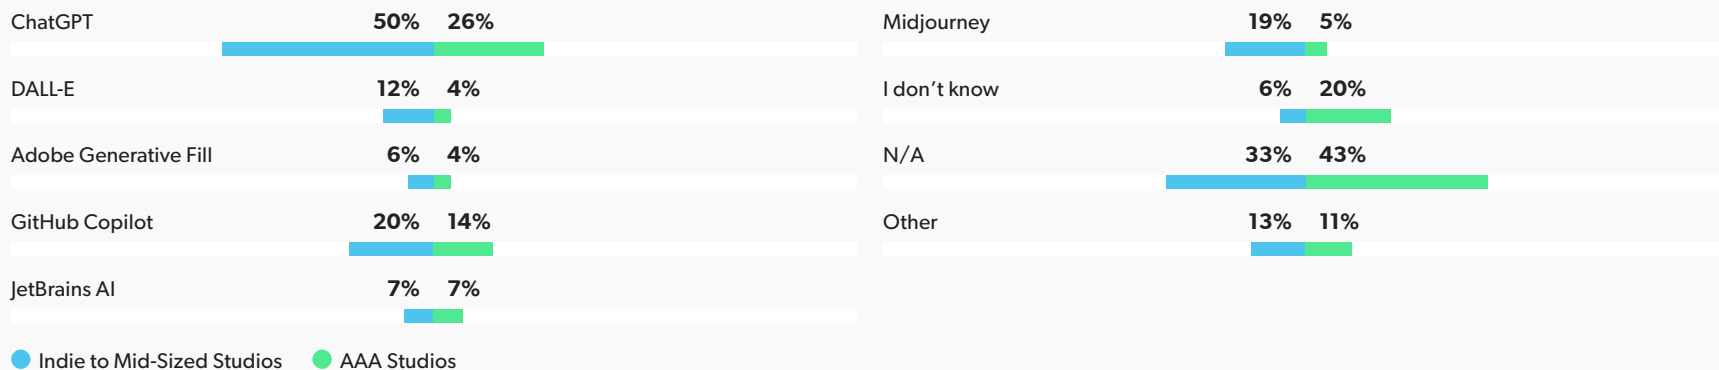 ChatGPT 50% 26%
DALL-E 12% 4%
Adobe Generative Fill 6% 4%
GitHub Copilot 20% 14%
JetBrains AI 7% 7%
Midjourney 19% 5%
I don’t know 6% 20%
N/A 33% 43%
Other 13% 11%
Indie to Mid-Sized Studios AAA Studios